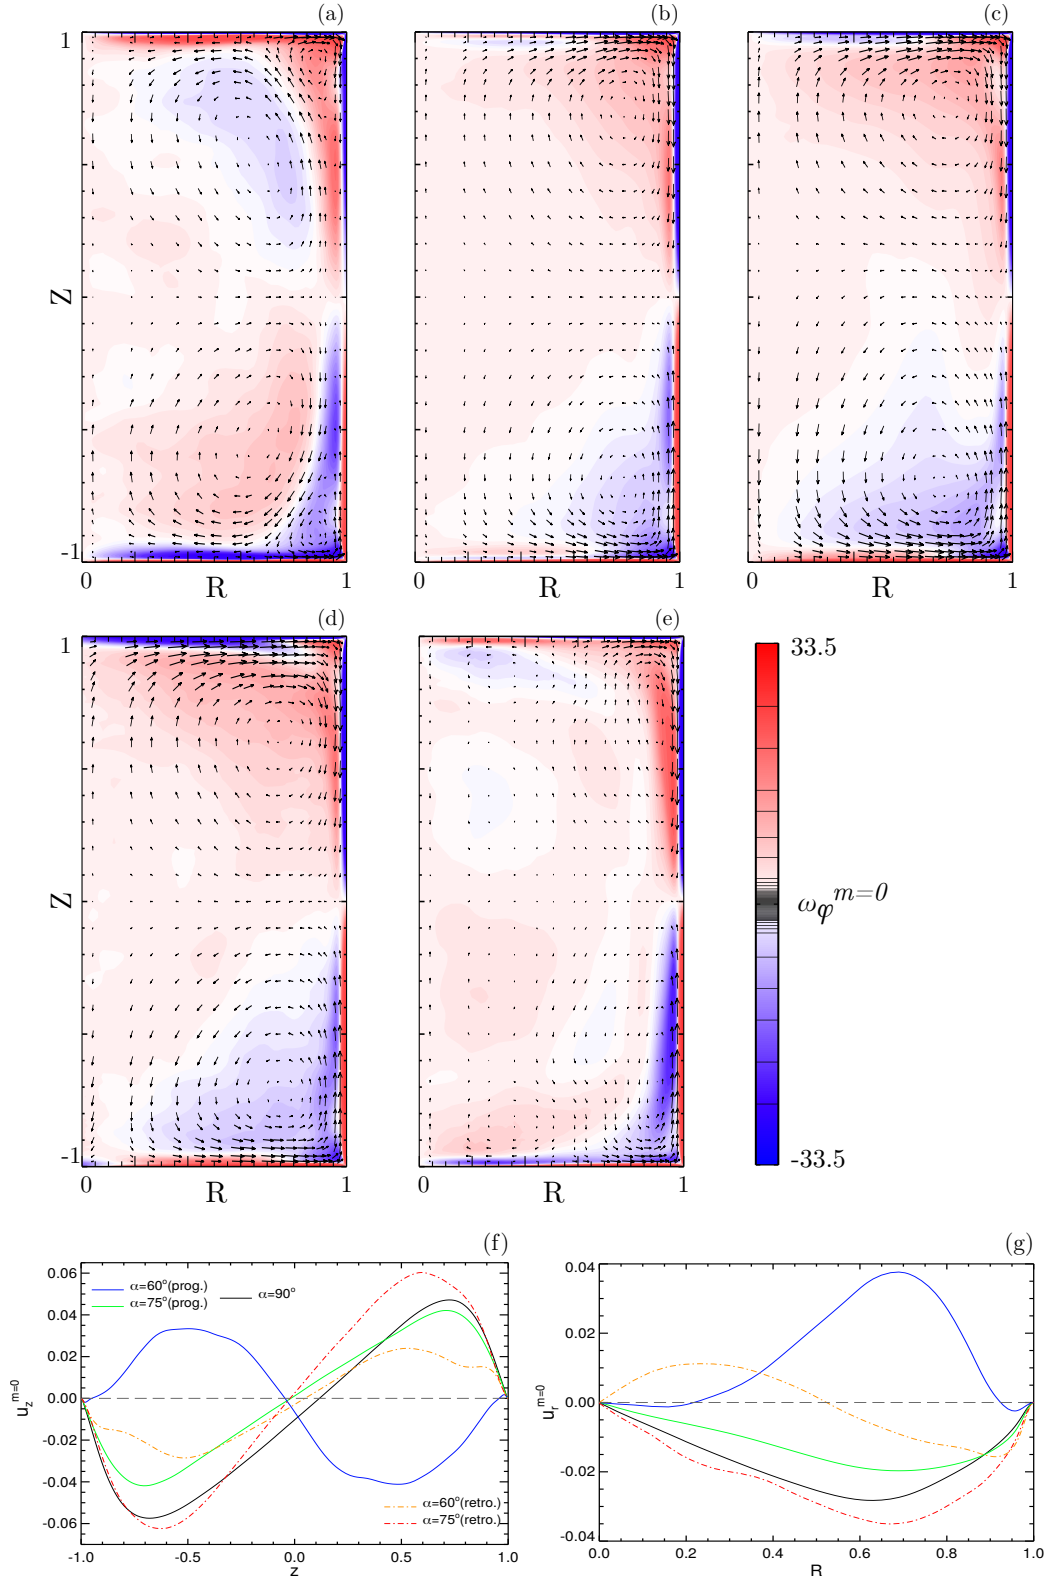 (a) (b) (c)
1
Z
-1
0 R 1 0 R 1 0 R 1
(d) (e)
1
Z
-1
0 R 1 0 R 1
33.5
ωφ^m=0
-33.5
(f) (g)
0.06
0.04
0.02
0.00
-0.02
-0.04
-0.06
u_z^m=0
α=60°(prog.)
α=75°(prog.)
α=90°
α=60°(retro.)
α=75°(retro.)
-1.0 -0.5 0.0 0.5 1.0
z
0.04
0.02
0.00
-0.02
-0.04
u_r^m=0
0.0 0.2 0.4 0.6 0.8 1.0
R